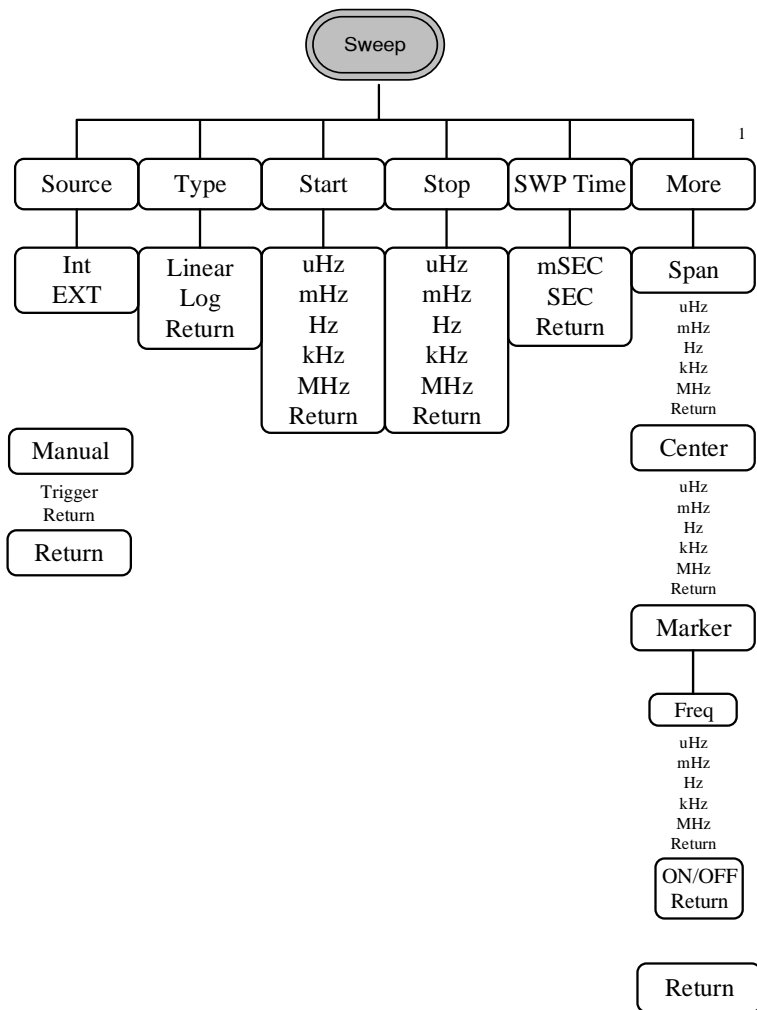 Sweep
1
Source
Type
Start
Stop
SWP Time
More
Int
EXT
Linear
Log
Return
uHz
mHz
Hz
kHz
MHz
Return
uHz
mHz
Hz
kHz
MHz
Return
mSEC
SEC
Return
Span
uHz
mHz
Hz
kHz
MHz
Return
Manual
Trigger
Return
Return
Center
uHz
mHz
Hz
kHz
MHz
Return
Marker
Freq
uHz
mHz
Hz
kHz
MHz
Return
ON/OFF
Return
Return